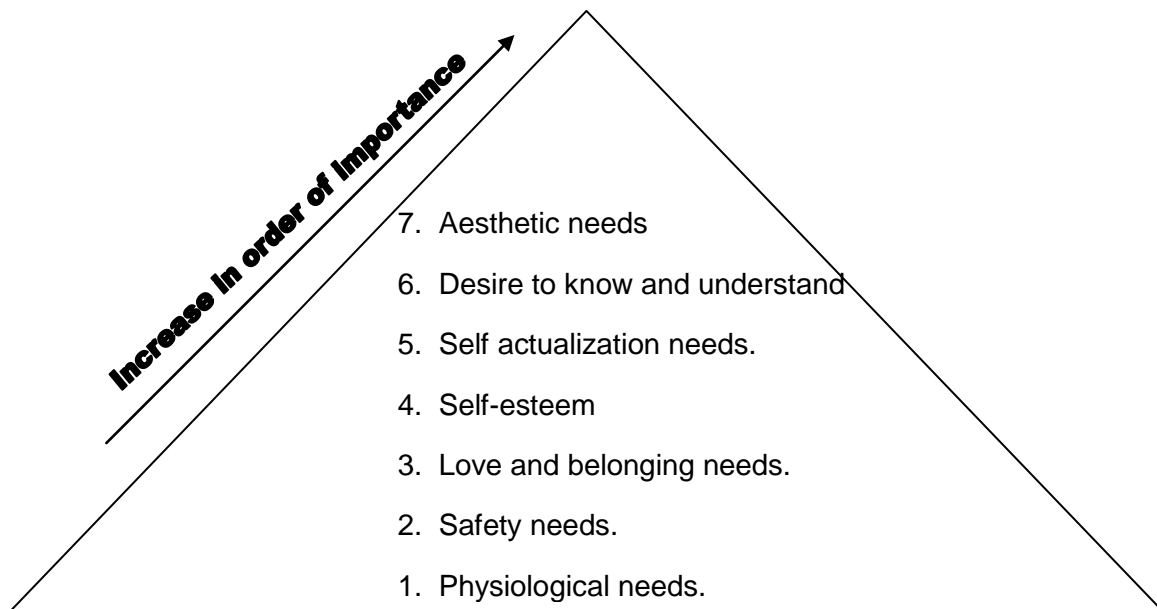 Increase in order of Importance
7. Aesthetic needs
6. Desire to know and understand
5. Self actualization needs.
4. Self-esteem
3. Love and belonging needs.
2. Safety needs.
1. Physiological needs.